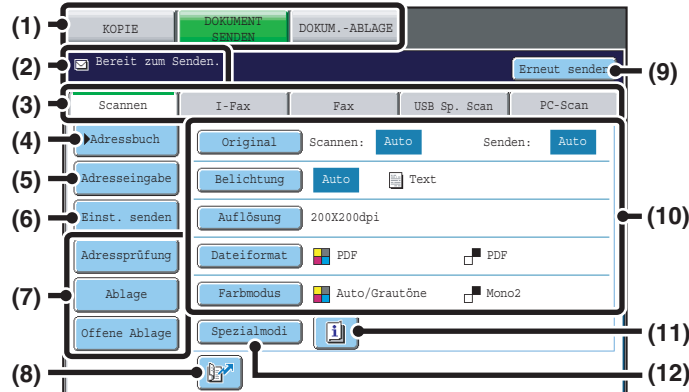 (1)
KOPIE
DOKUMENT
SENDEN
DOKUM.-ABLAGE
(2)
Bereit zum Senden.
Erneut senden
(9)
(3)
Scannen
I-Fax
Fax
USB Sp. Scan
PC-Scan
(4)
Adressbuch
Original
Scannen:
Auto
Senden:
Auto
(5)
Adresseingabe
Belichtung
Auto
Text
(6)
Einst. senden
Auflösung
200X200dpi
(10)
Adressprüfung
Dateiformat
PDF
PDF
(7)
Ablage
Farbmodus
Auto/Grautöne
Mono2
Offene Ablage
Spezialmodi
(11)
(8)
(12)